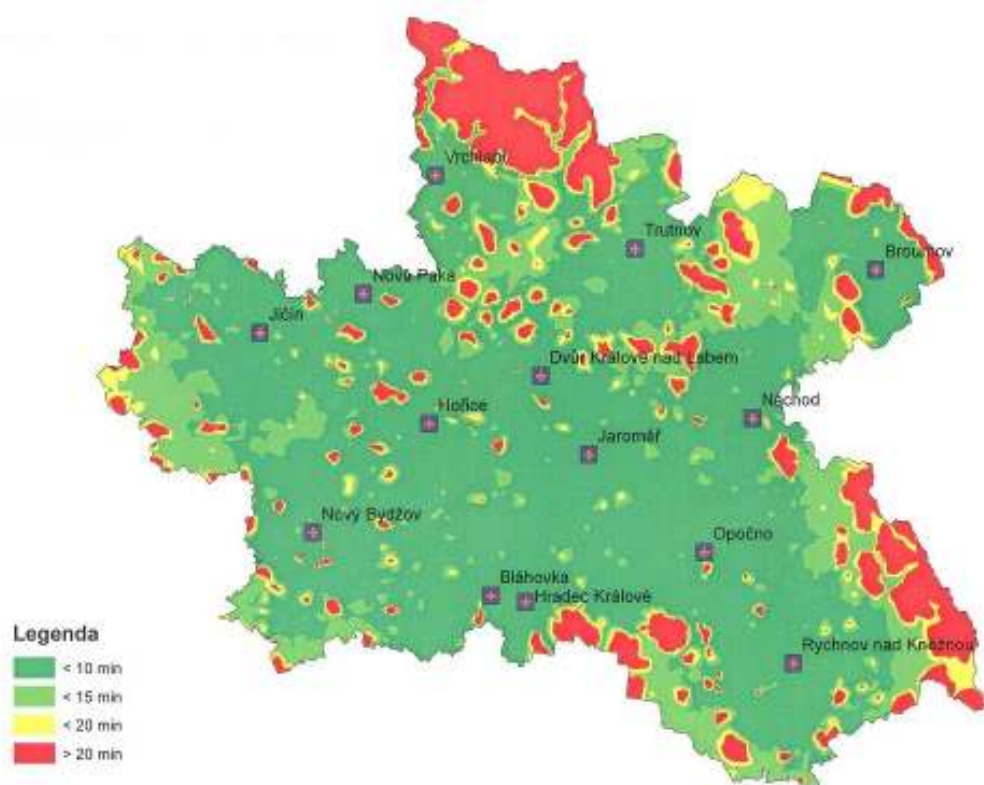 Vrchlabí
Trutnov
Broumov
Nová Paka
Jičín
Dvůr Králové nad Labem
Náchod
Hořice
Jaroměř
Nový Bydžov
Opočno
Bláhovka
Hradec Králové
Rychnov nad Kněžnou
Legenda
< 10 min
< 15 min
< 20 min
> 20 min